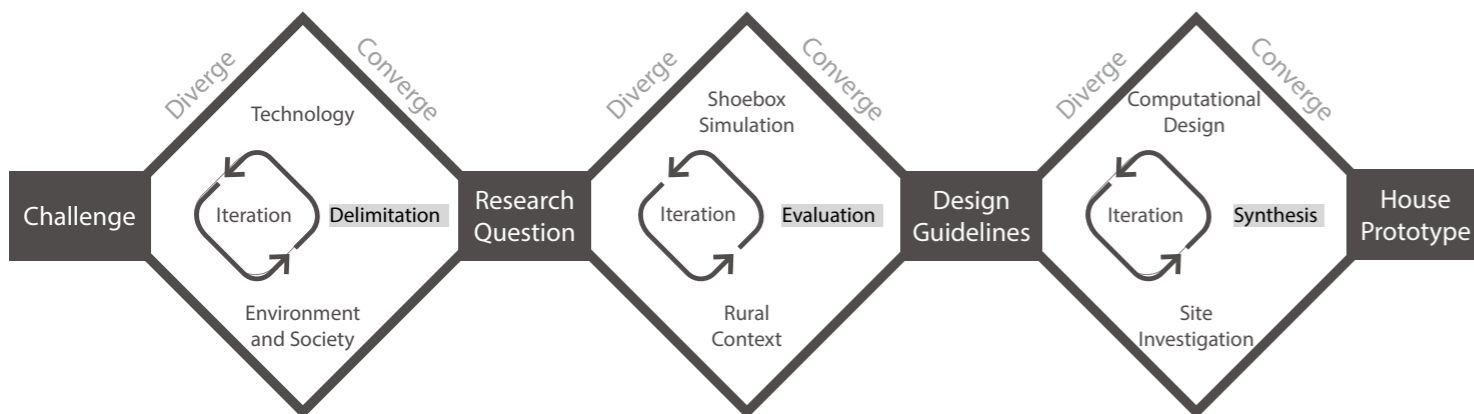 Diverge
Converge
Technology
Challenge
Iteration
Delimitation
Environment
and Society
Research
Question
Diverge
Converge
Shoebox
Simulation
Iteration
Evaluation
Rural
Context
Design
Guidelines
Diverge
Converge
Computational
Design
Iteration
Synthesis
Site
Investigation
House
Prototype